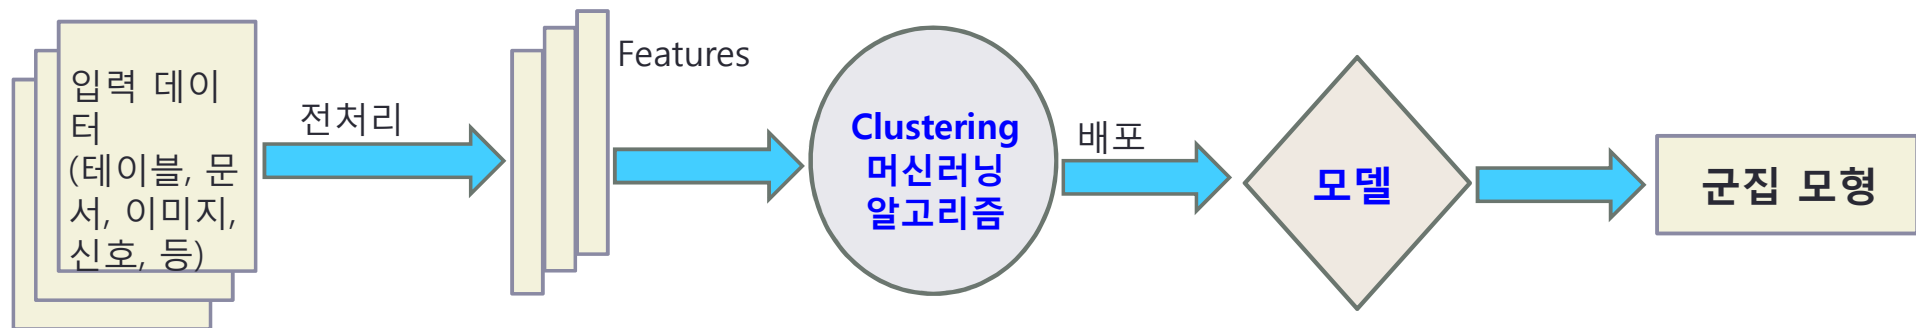 입력 데이
터
(테이블, 문
서, 이미지,
신호, 등)
전처리
Features
Clustering
머신러닝
알고리즘
배포
모델
군집 모형